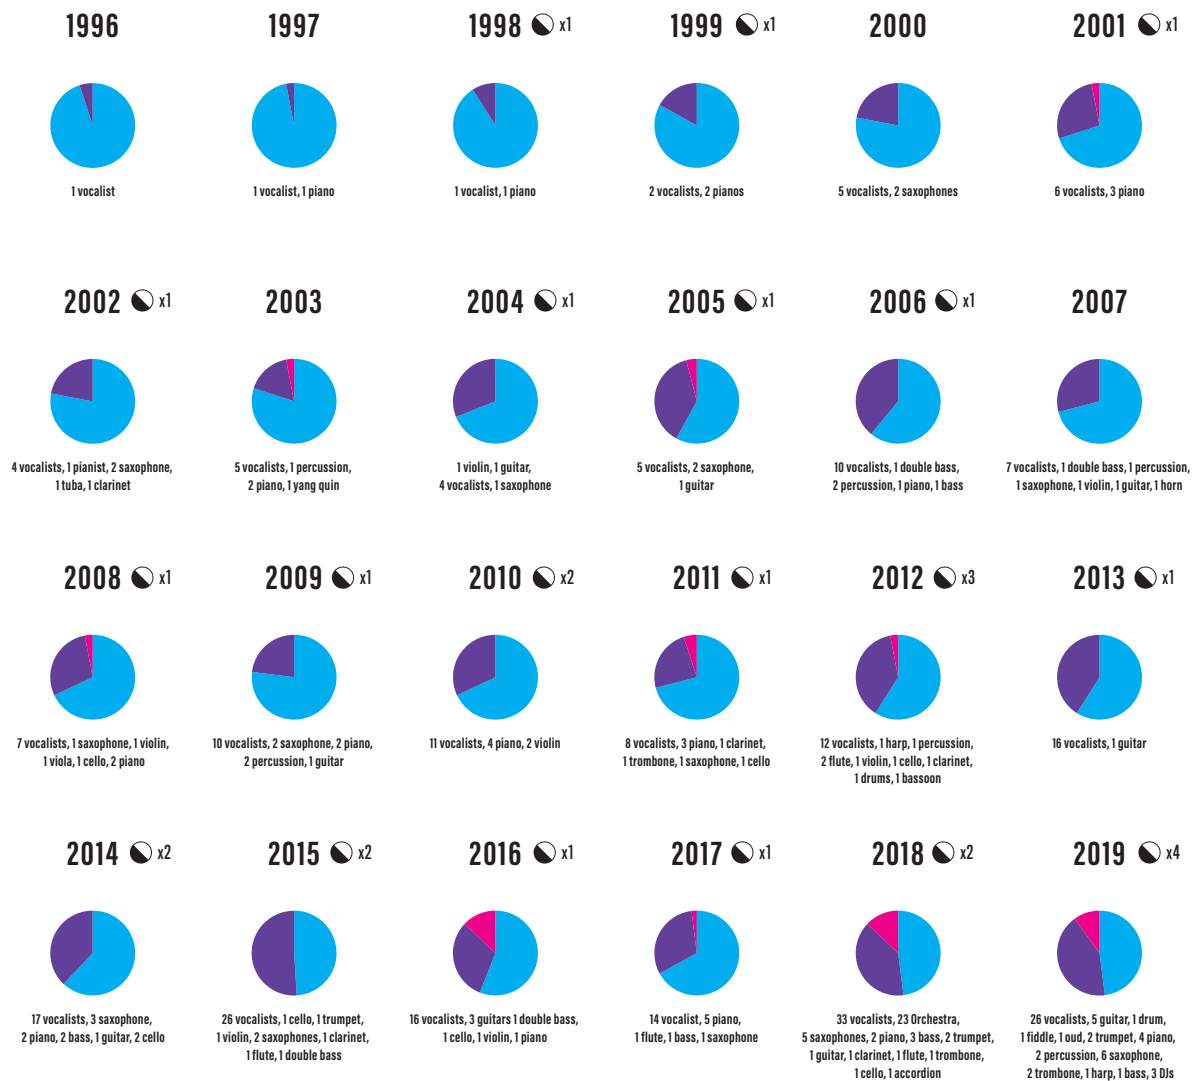 1996
1 vocalist
1997
1 vocalist, 1 piano
1998 x1
1 vocalist, 1 piano
1999 x1
2 vocalists, 2 pianos
2000
5 vocalists, 2 saxophones
2001 x1
6 vocalists, 3 piano
2002 x1
4 vocalists, 1 pianist, 2 saxophone,
1 tuba, 1 clarinet
2003
5 vocalists, 1 percussion,
2 piano, 1 yang quin
2004 x1
1 violin, 1 guitar,
4 vocalists, 1 saxophone
2005 x1
5 vocalists, 2 saxophone,
1 guitar
2006 x1
10 vocalists, 1 double bass,
2 percussion, 1 piano, 1 bass
2007
7 vocalists, 1 double bass, 1 percussion,
1 saxophone, 1 violin, 1 guitar, 1 horn
2008 x1
7 vocalists, 1 saxophone, 1 violin,
1 viola, 1 cello, 2 piano
2009 x1
10 vocalists, 2 saxophone, 2 piano,
2 percussion, 1 guitar
2010 x2
11 vocalists, 4 piano, 2 violin
2011 x1
8 vocalists, 3 piano, 1 clarinet,
1 trombone, 1 saxophone, 1 cello
2012 x3
12 vocalists, 1 harp, 1 percussion,
2 flute, 1 violin, 1 cello, 1 clarinet,
1 drums, 1 bassoon
2013 x1
16 vocalists, 1 guitar
2014 x2
17 vocalists, 3 saxophone,
2 piano, 2 bass, 1 guitar, 2 cello
2015 x2
26 vocalists, 1 cello, 1 trumpet,
1 violin, 2 saxophones, 1 clarinet,
1 flute, 1 double bass
2016 x1
16 vocalists, 3 guitars 1 double bass,
1 cello, 1 violin, 1 piano
2017 x1
14 vocalist, 5 piano,
1 flute, 1 bass, 1 saxophone
2018 x2
33 vocalists, 23 Orchestra,
5 saxophones, 2 piano, 3 bass, 2 trumpet,
1 guitar, 1 clarinet, 1 flute, 1 trombone,
1 cello, 1 accordion
2019 x4
26 vocalists, 5 guitar, 1 drum,
1 fiddle, 1 oud, 2 trumpet, 4 piano,
2 percussion, 6 saxophone,
2 trombone, 1 harp, 1 bass, 3 DJs